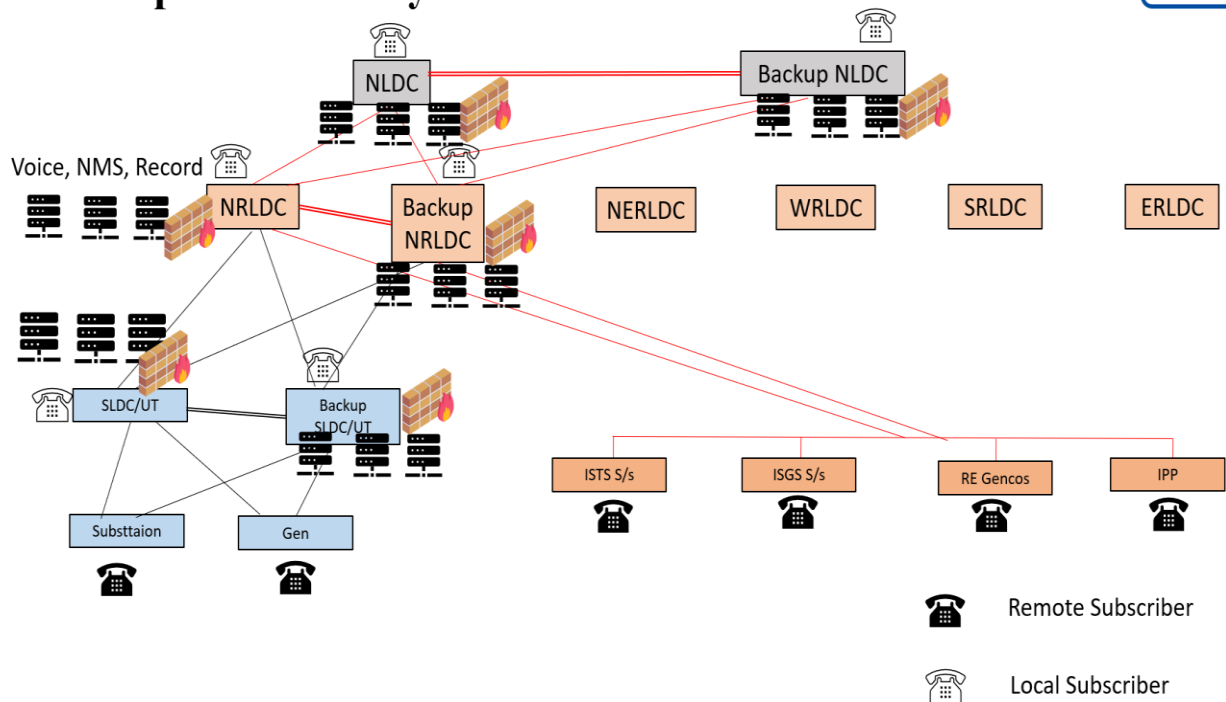 NLDC
Backup NLDC
Voice, NMS, Record
NRLDC
Backup
NRLDC
NERLDC
WRLDC
SRLDC
ERLDC
SLDC/UT
Backup
SLDC/UT
ISTS S/s
ISGS S/s
RE Gencos
IPP
Substtaion
Gen
Remote Subscriber
Local Subscriber